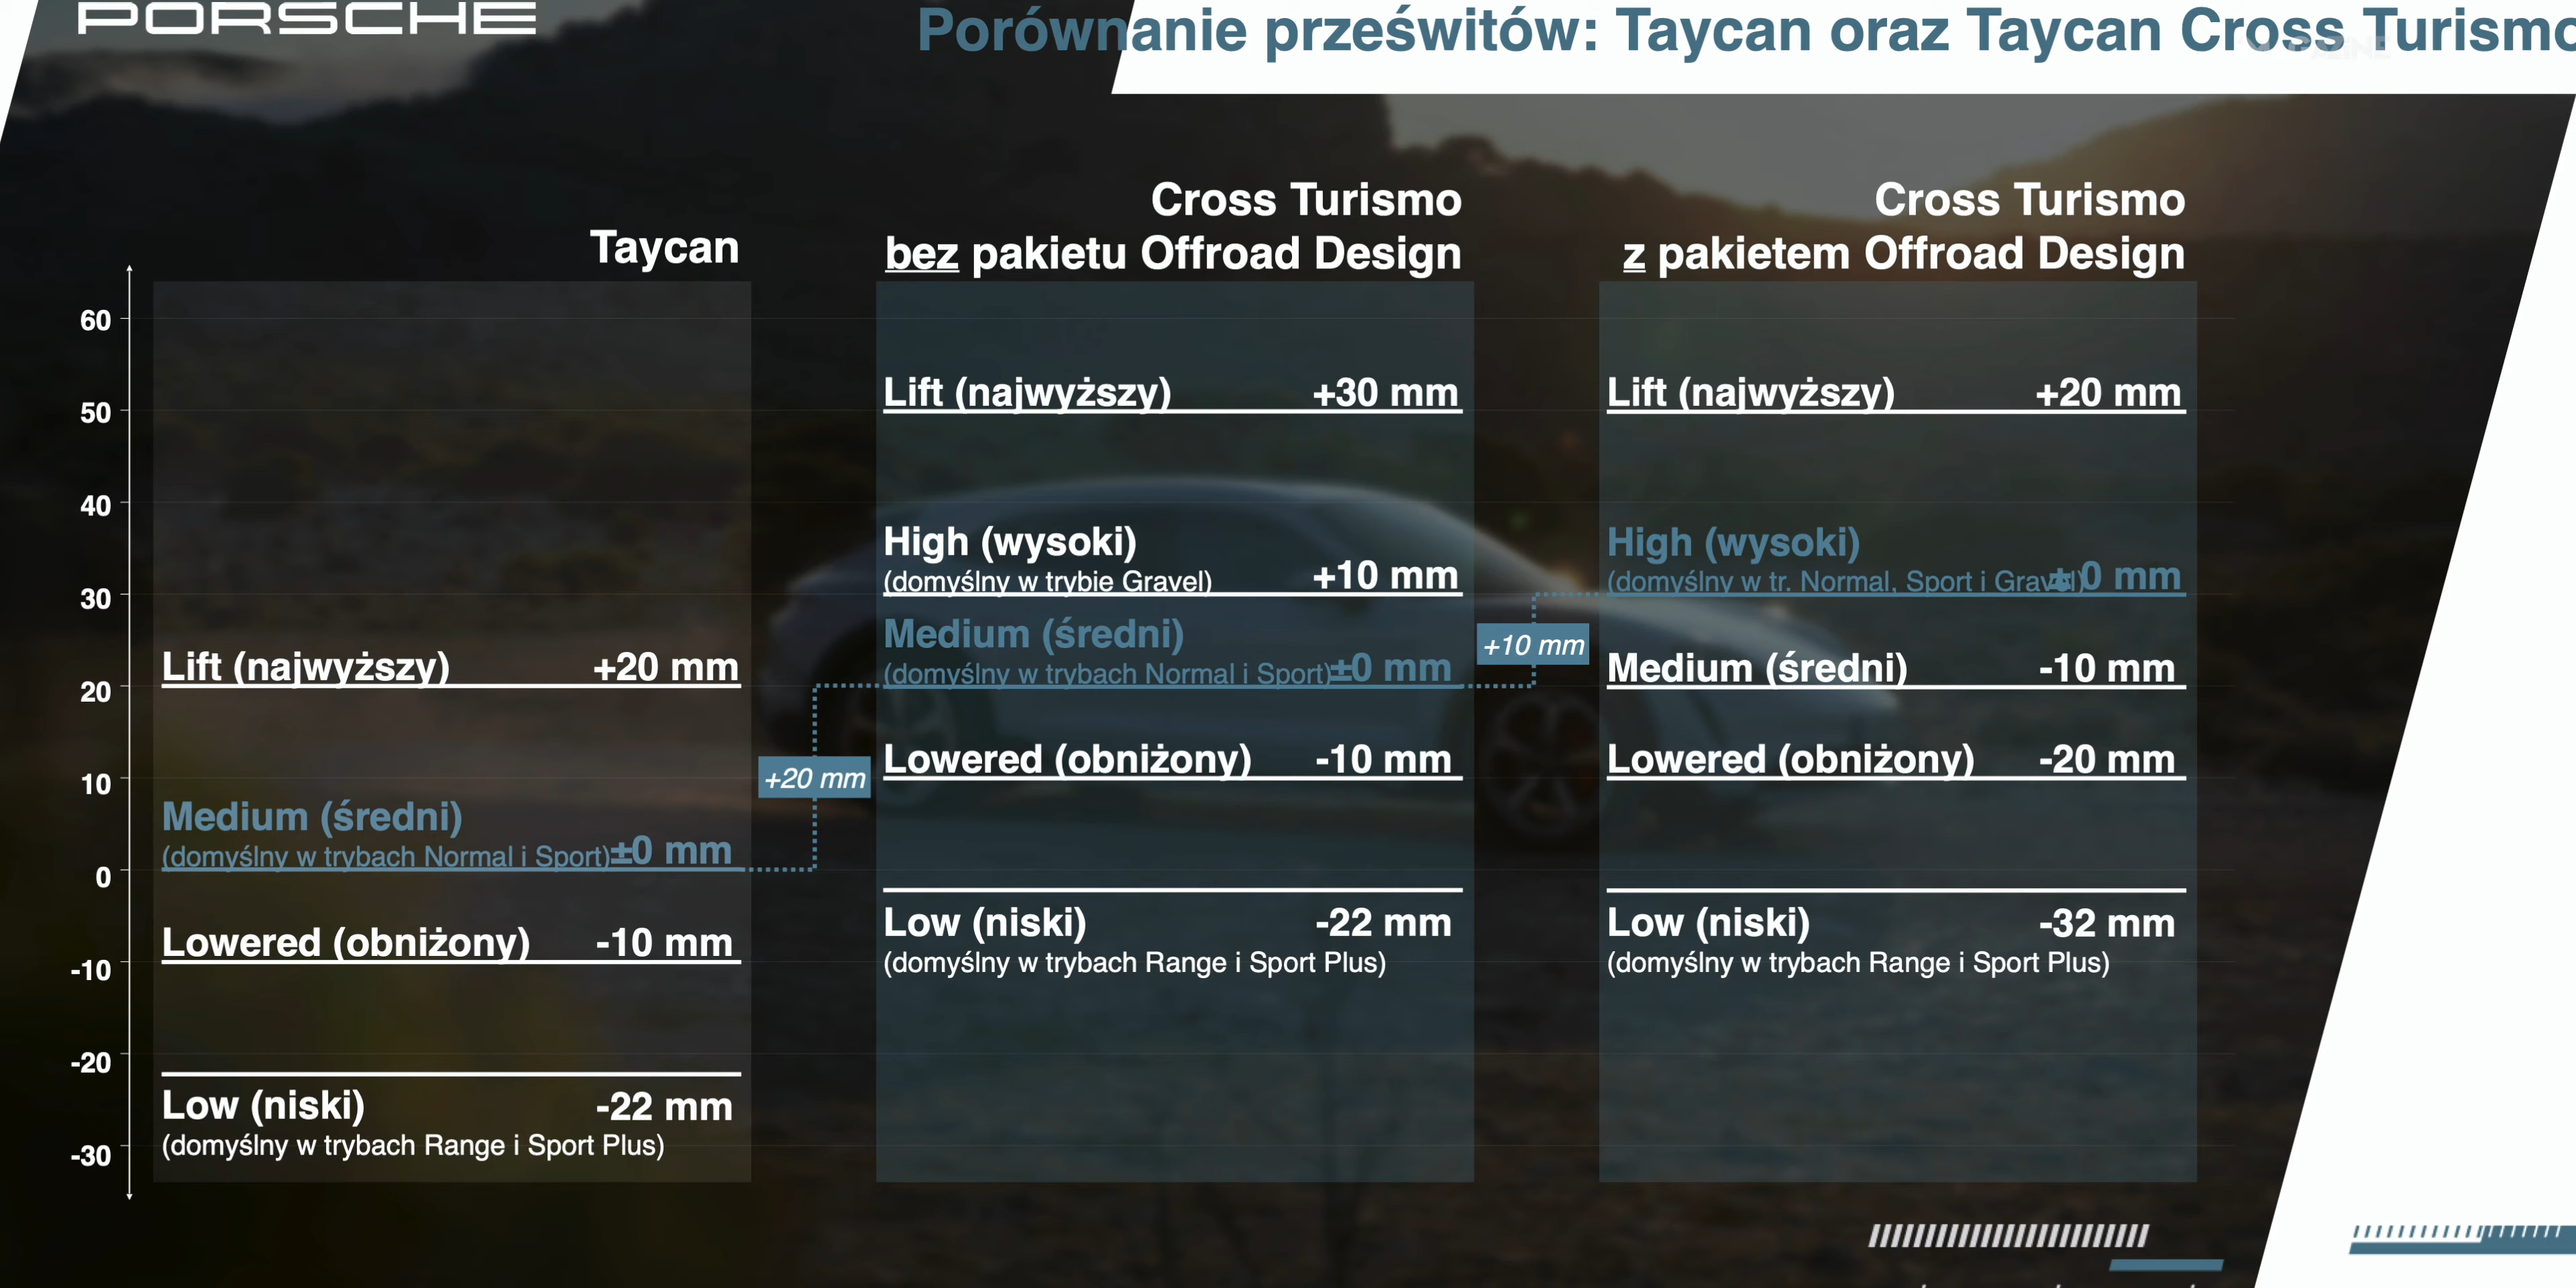 PORSCHE
Porównanie prześwitów: Taycan oraz Taycan Cross Turismo
Taycan
Cross Turismo
bez pakietu Offroad Design
Cross Turismo
z pakietem Offroad Design
60
50
40
30
20
10
0
-10
-20
-30
Lift (najwyższy) +20 mm
Medium (średni)
(domyślny w trybach Normal i Sport) ±0 mm
Lowered (obniżony) -10 mm
Low (niski) -22 mm
(domyślny w trybach Range i Sport Plus)
+20 mm
Lift (najwyższy) +30 mm
High (wysoki)
(domyślny w trybie Gravel) +10 mm
Medium (średni)
(domyślny w trybach Normal i Sport) ±0 mm
Lowered (obniżony) -10 mm
Low (niski) -22 mm
(domyślny w trybach Range i Sport Plus)
+10 mm
Lift (najwyższy) +20 mm
High (wysoki)
(domyślny w tr. Normal, Sport i Gravel) ± 0 mm
Medium (średni) -10 mm
Lowered (obniżony) -20 mm
Low (niski) -32 mm
(domyślny w trybach Range i Sport Plus)